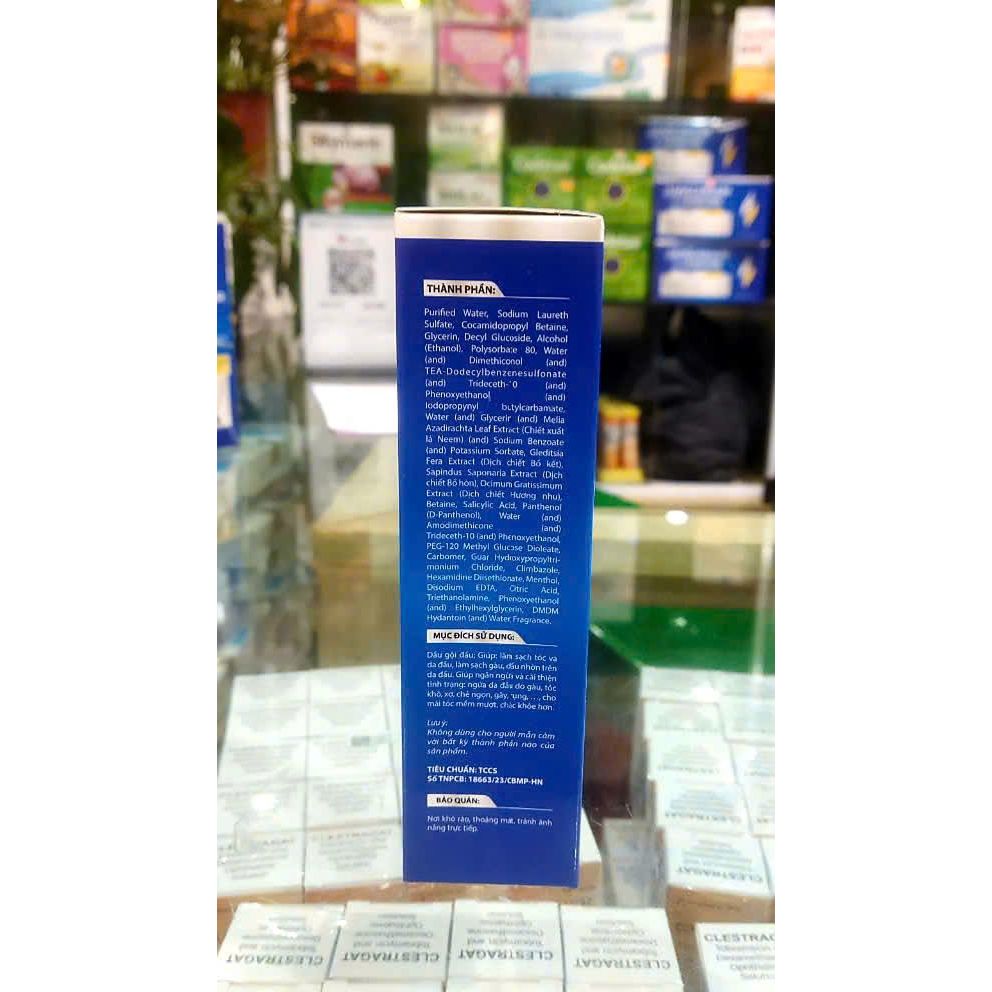 THÀNH PHẦN:
Purified Water, Sodium Laureth
Sulfate, Cocamidopropyl Betaine,
Glycerin, Decyl Glucoside, Alcohol
(Ethanol), Polysorbate 80, Water
(and) Dimethiconol (and)
TEA-Dodecylbenzenesulfonate
(and) Trideceth-10 (and)
Phenoxyethanol (and)
Iodopropynyl butylcarbamate,
Water (and) Glycerin (and) Melia
Azadirachta Leaf Extract (Chiết xuất
lá Neem) (and) Sodium Benzoate
(and) Potassium Sorbate, Gleditsia
Fera Extract (Dịch chiết Bồ kết),
Sapindus Saponaria Extract (Dịch
chiết Bồ hòn), Ocimum Gratissimum
Extract (Dịch chiết Hương nhu),
Betaine, Salicylic Acid, Panthenol
(D-Panthenol), Water (and)
Amodimethicone (and)
Trideceth-10 (and) Phenoxyethanol,
PEG-120 Methyl Glucose Dioleate,
Carbomer, Guar Hydroxypropyltri-
monium Chloride, Climbazole,
Hexamidine Diisethionate, Menthol,
Disodium EDTA, Citric Acid,
Triethanolamine, Phenoxyethanol
(and) Ethylhexylglycerin, DMDM
Hydantoin (and) Water, Fragrance.
MỤC ĐÍCH SỬ DỤNG:
Dầu gội đầu: Giúp: làm sạch tóc và
da đầu, làm sạch gàu, dầu nhờn trên
da đầu. Giúp ngăn ngừa và cải thiện
tình trạng: ngứa da đầu do gàu, tóc
khô, xơ, chẻ ngọn, gãy, rụng,..., cho
mái tóc mềm mượt, chắc khỏe hơn.
Lưu ý:
Không dùng cho người mẫn cảm
với bất kỳ thành phần nào của
sản phẩm.
TIÊU CHUẨN: TCCS
Số TNPCB: 18663/23/CBMP-HN
BẢO QUẢN:
Nơi khô ráo, thoáng mát, tránh ánh
nắng trực tiếp.
CLESTRAGAT
CLESTRAGAT
CLESTRAGAT
CLESTRAGAT